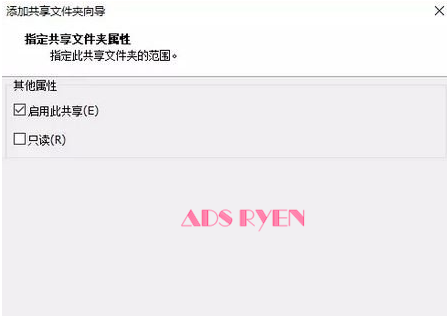 添加共享文件夹向导
指定共享文件夹属性
指定此共享文件夹的范围。
其他属性
启用此共享(E)
只读(R)
ADS RYEN